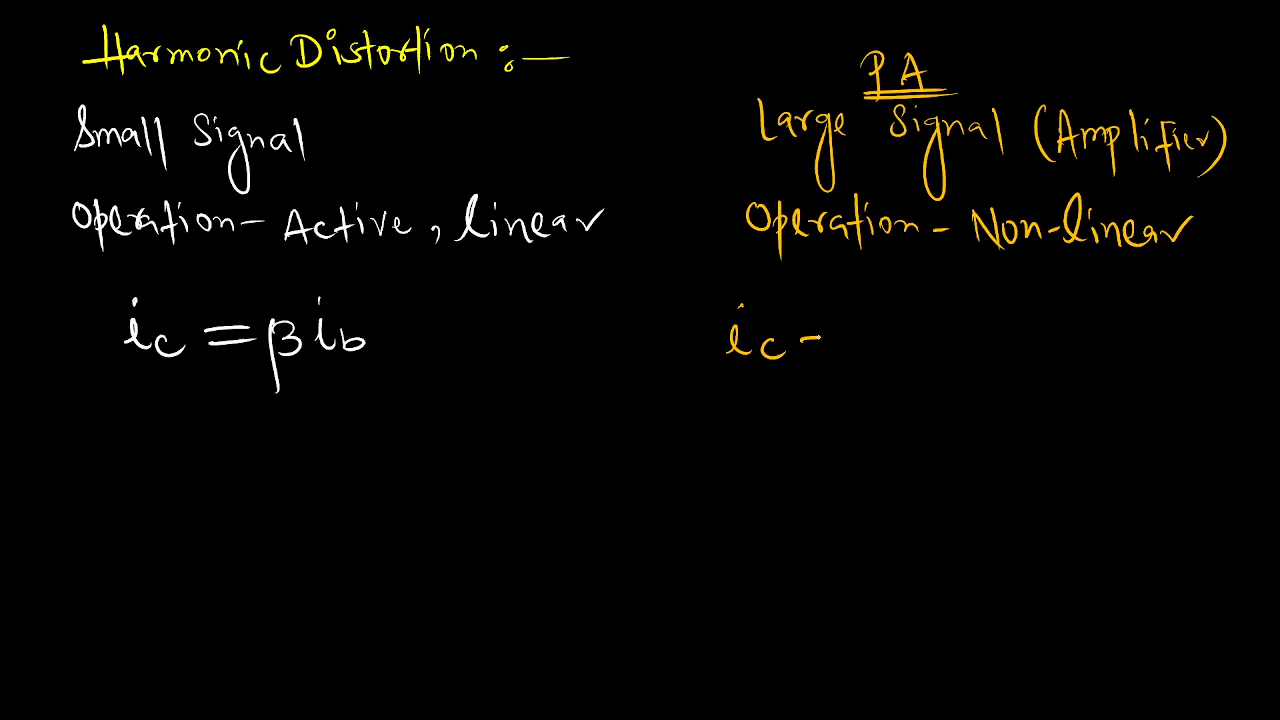 Harmonic Distortion :—
Small Signal
Operation - Active, linear
ic = βib
PA
Large Signal (Amplifier)
Operation - Non-linear
ic -